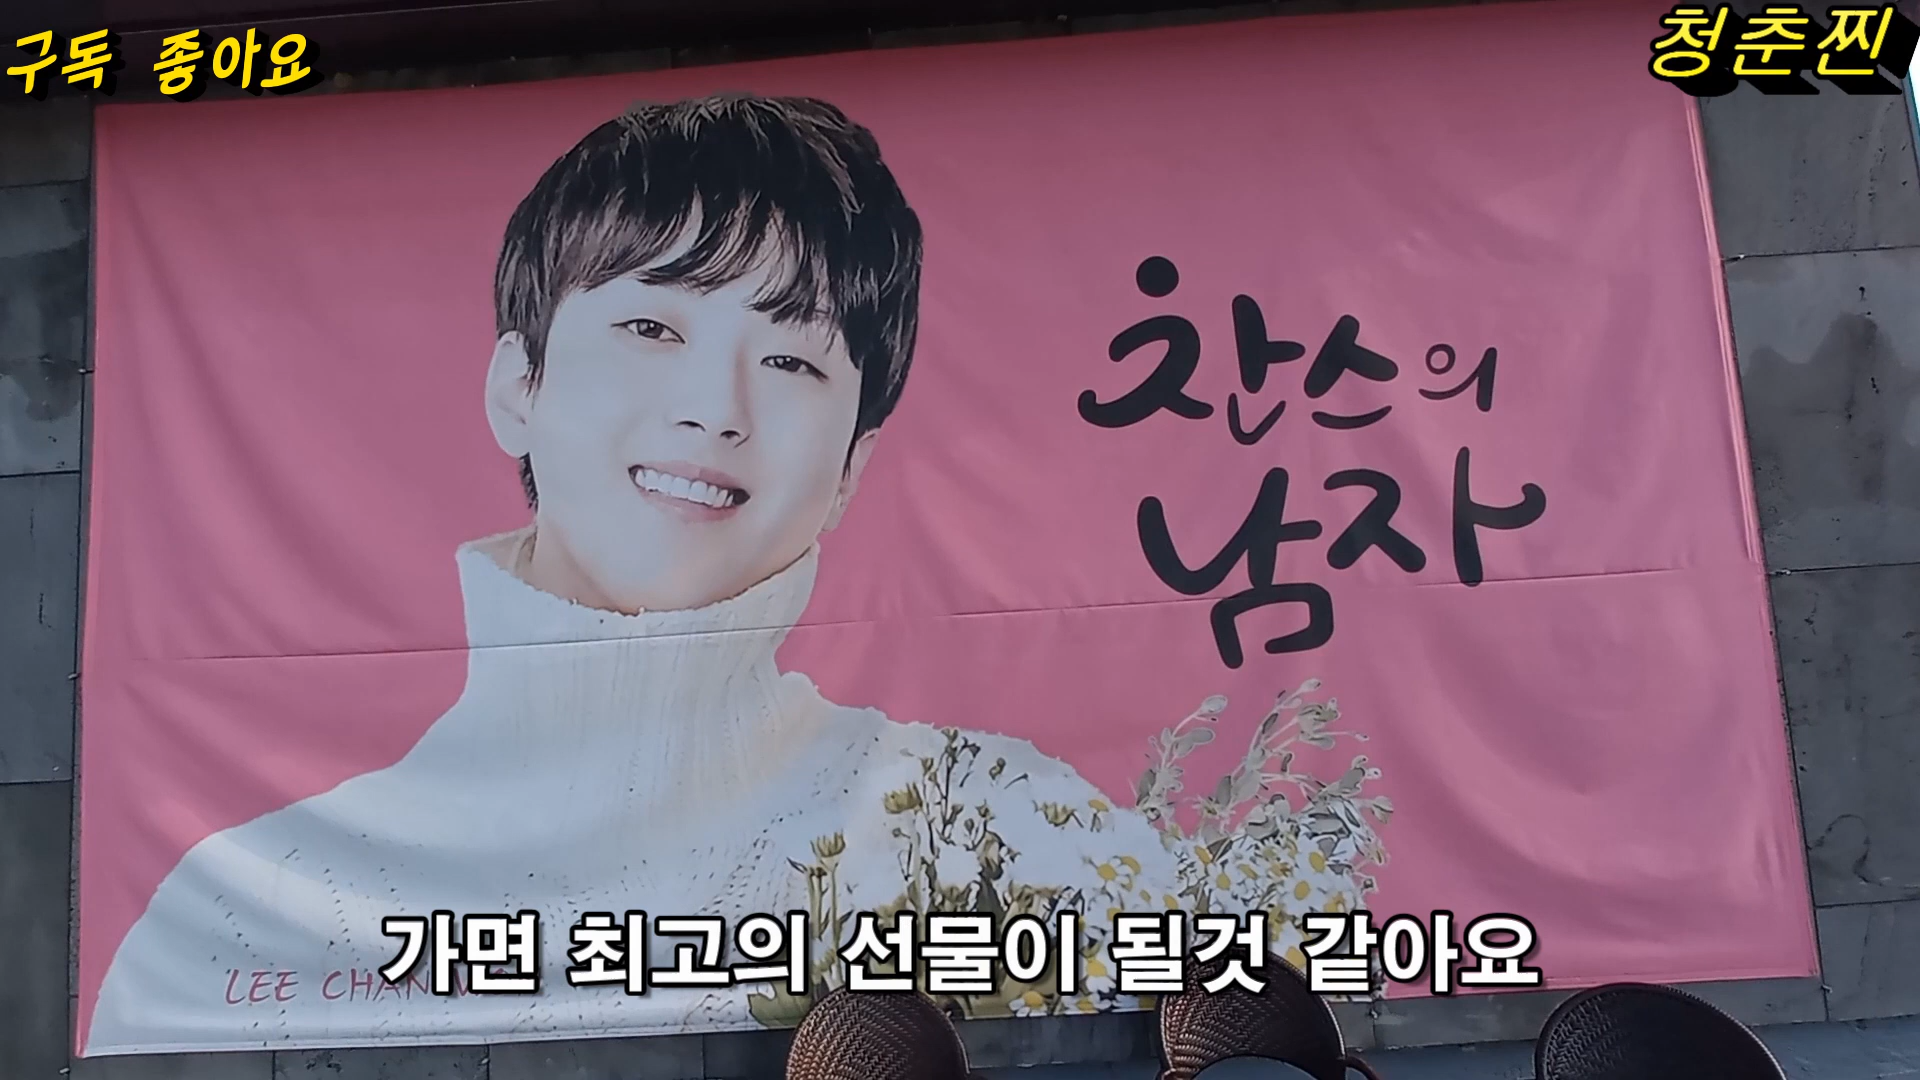 구독 좋아요
청춘찐
찬스의
남자
LEE CHAN
가면 최고의 선물이 될것 같아요